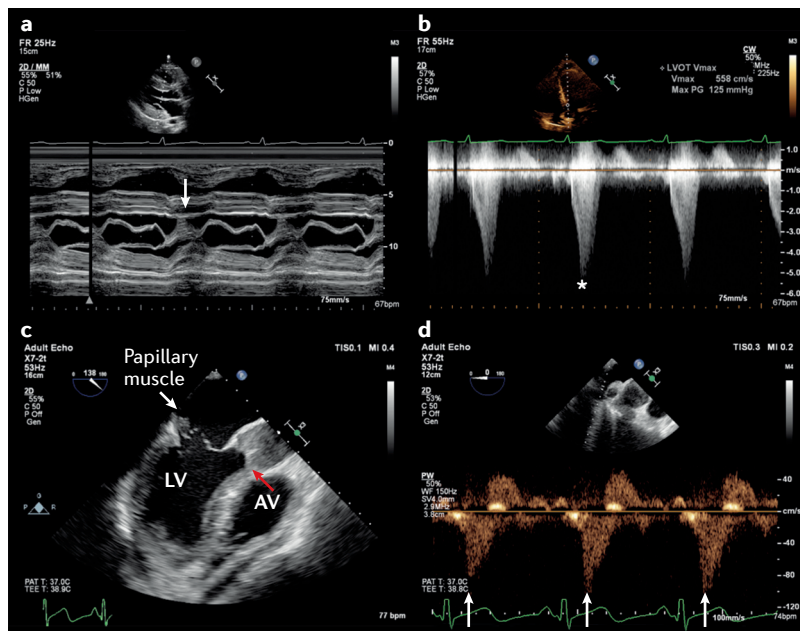 a
FR 25Hz
15cm
2D / MM
55% 51%
C 50
P Low
HGen
P
M3
0
5
10
75mm/s
67bpm
b
FR 55Hz
17cm
2D
57%
C 50
P Low
HGen
P
CW
50%
MHz
225Hz
M3
LVOT Vmax
Vmax 558 cm/s
Max PG 125 mmHg
1.0
m/s
-1.0
-2.0
-3.0
-4.0
-5.0
-6.0
*
75mm/s
67bpm
c
Adult Echo
X7-2t
53Hz
16cm
2D
55%
C 50
P Off
Gen
0 138 180
TIS0.1 MI 0.4
M4
Papillary
muscle
LV
AV
P R
PAT T: 37.0C
TEE T: 38.9C
77 bpm
d
Adult Echo
X7-2t
53Hz
12cm
2D
53%
C 50
P Off
Gen
0 0 180
TIS0.3 MI 0.2
M4
PW
50%
WF 150Hz
SV4.0mm
3.8cm
40
cm/s
-40
-80
-120
PAT T: 37.0C
TEE T: 38.8C
100mm/s
74bpm